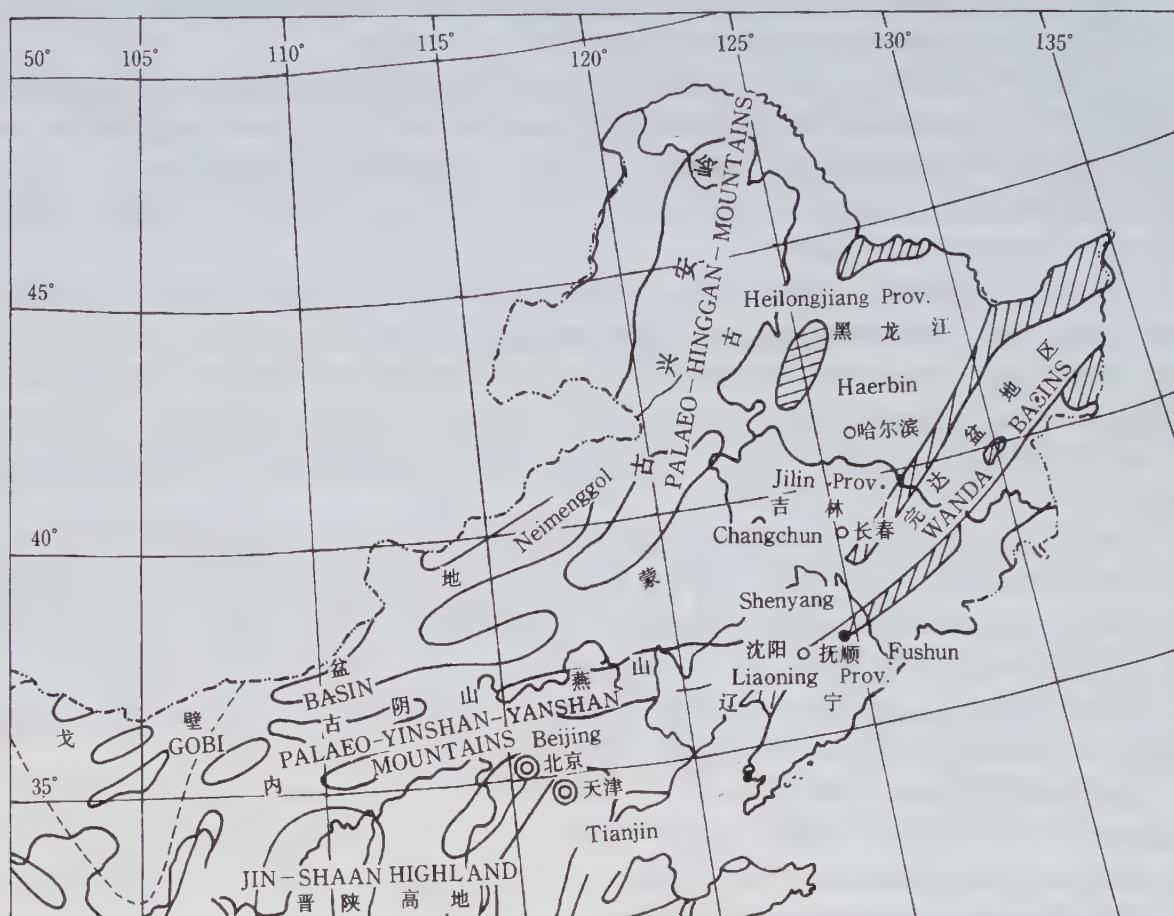 50° 105° 110° 115° 120° 125° 130° 135°
岭
安
兴
古
PALAEO-HINGGAN-MOUNTAINS
Heilongjiang Prov.
黑 龙 江
Haerbin
哈尔滨
45°
Jilin Prov.
吉 林
Changchun 长春
完 达 盆 地 区
WANDA BASINS
古
Neimenggol
40°
地
蒙
Shenyang
沈阳 抚顺 Fushun
Liaoning Prov.
辽 宁
盆
BASIN
古 阴 山 燕 山
戈 壁
GOBI
PALAEO-YINSHAN-YANSHAN
MOUNTAINS
内
Beijing
北京
天津
Tianjin
35°
JIN-SHAAN HIGHLAND
晋 陕 高 地